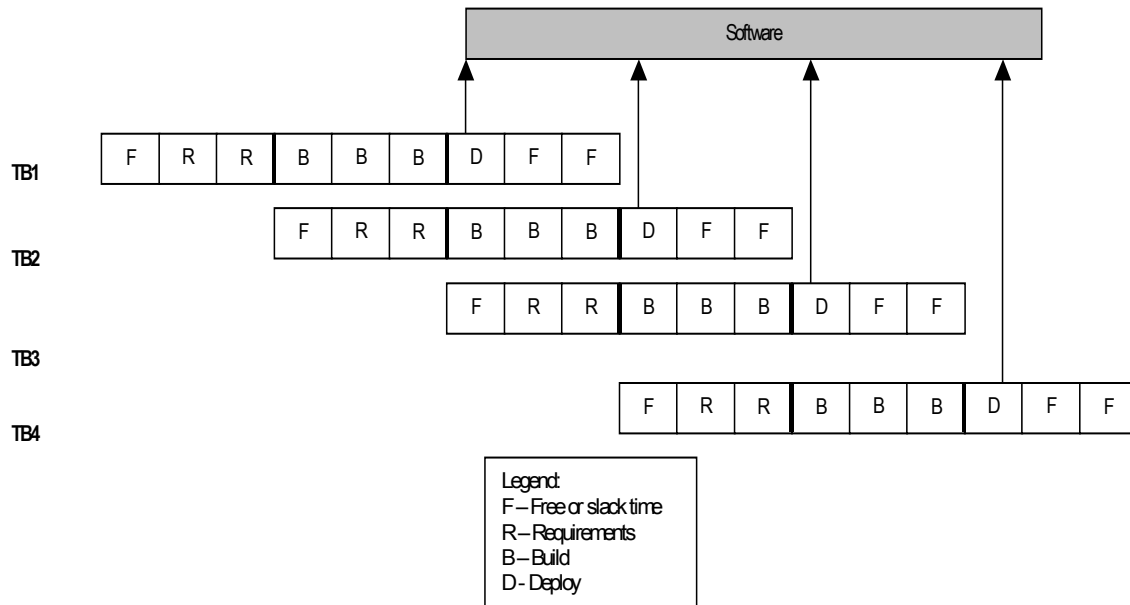 Software
F R R B B B D F F
TB1
F R R B B B D F F
TB2
F R R B B B D F F
TB3
F R R B B B D F F
TB4
Legend:
F – Free or slack time
R – Requirements
B – Build
D - Deploy